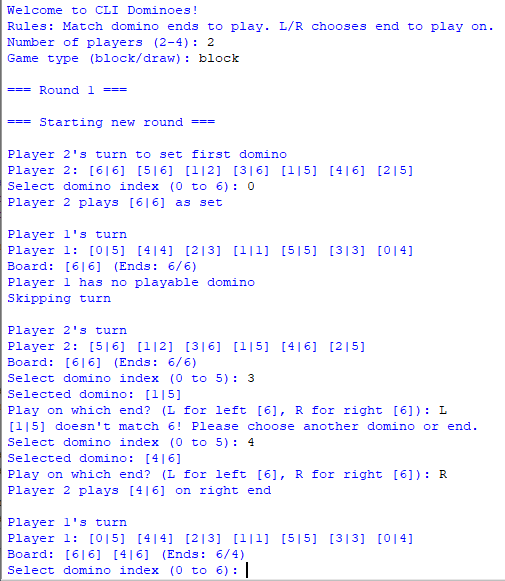 Welcome to CLI Dominoes!
Rules: Match domino ends to play. L/R chooses end to play on.
Number of players (2-4): 2
Game type (block/draw): block
=== Round 1 ===
=== Starting new round ===
Player 2's turn to set first domino
Player 2: [6|6] [5|6] [1|2] [3|6] [1|5] [4|6] [2|5]
Select domino index (0 to 6): 0
Player 2 plays [6|6] as set
Player 1's turn
Player 1: [0|5] [4|4] [2|3] [1|1] [5|5] [3|3] [0|4]
Board: [6|6] (Ends: 6/6)
Player 1 has no playable domino
Skipping turn
Player 2's turn
Player 2: [5|6] [1|2] [3|6] [1|5] [4|6] [2|5]
Board: [6|6] (Ends: 6/6)
Select domino index (0 to 5): 3
Selected domino: [1|5]
Play on which end? (L for left [6], R for right [6]): L
[1|5] doesn't match 6! Please choose another domino or end.
Select domino index (0 to 5): 4
Selected domino: [4|6]
Play on which end? (L for left [6], R for right [6]): R
Player 2 plays [4|6] on right end
Player 1's turn
Player 1: [0|5] [4|4] [2|3] [1|1] [5|5] [3|3] [0|4]
Board: [6|6] [4|6] (Ends: 6/4)
Select domino index (0 to 6):